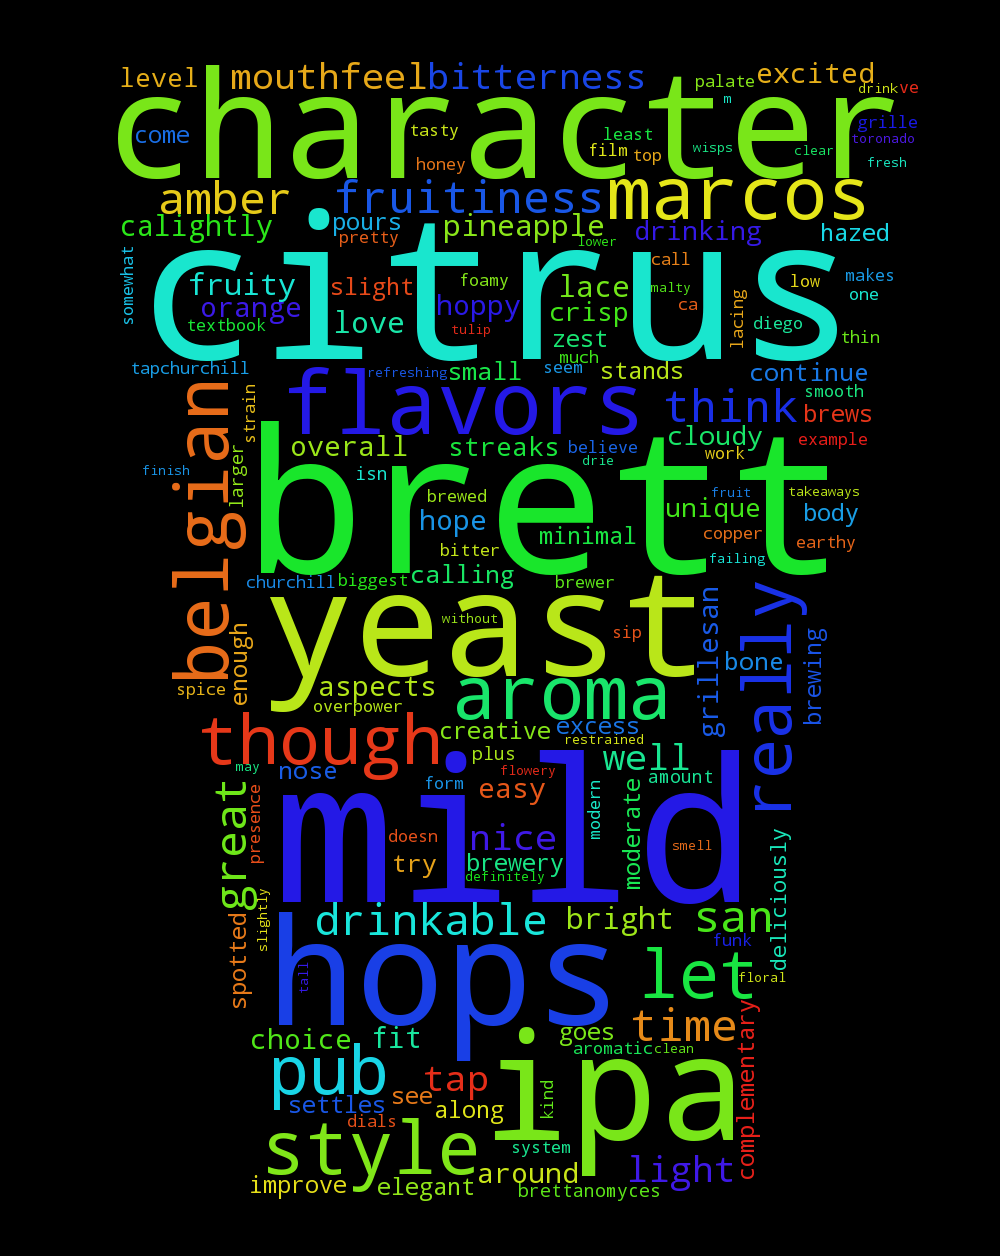 level mouthfeel bitterness palate excited
drink ve
character
m
come tasty least grille
honey film top wisps clear toronado
fresh
amber fruitiness marcos
calightly pours pineapple drinking hazed
pretty lower
citrus
somewhat fruity slight foamy lace call malty low makes
orange hoppy crisp ca lacing one
textbook love tulip zest diego thin
much
tapchurchill refreshing small seem stands continue
flavors think smooth
belgian strain brews
overall streaks believe cloudy example
drie work
finish larger isn
brett
brewed fruit takeaways
hope unique body
bitter minimal copper earthy
failing
churchill biggest calling brewer
yeast
without grillesan really
enough sip brewing
spice aspects aroma bone
overpower
though creative excess
restrained
plus well
may nose flowery
great presence form easy modern moderate amount
mild
doesn nice smell
try brewery
definitely deliciously
slightly
drinkable bright san
spotted hops funk
tall let floral
choice fit goes time
aromatic clean complementary
pub tap ipa
settles see along kind
dials
style system
around light
improve elegant brettanomyces